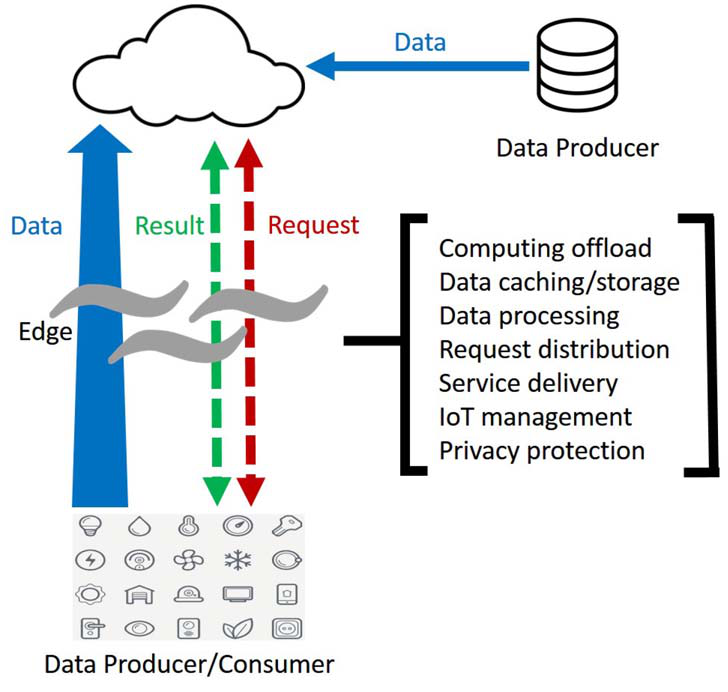 Data
Data Producer
Data
Result
Request
Edge
Computing offload
Data caching/storage
Data processing
Request distribution
Service delivery
IoT management
Privacy protection
Data Producer/Consumer